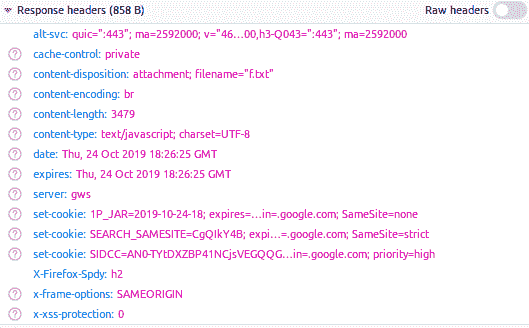 Response headers (858 B) Raw headers
alt-svc: quic=":443"; ma=2592000; v="46…00,h3-Q043=":443"; ma=2592000
cache-control: private
content-disposition: attachment; filename="f.txt"
content-encoding: br
content-length: 3479
content-type: text/javascript; charset=UTF-8
date: Thu, 24 Oct 2019 18:26:25 GMT
expires: Thu, 24 Oct 2019 18:26:25 GMT
server: gws
set-cookie: 1P_JAR=2019-10-24-18; expires=…in=.google.com; SameSite=none
set-cookie: SEARCH_SAMESITE=CgQIkY4B; expi…=.google.com; SameSite=strict
set-cookie: SIDCC=AN0-TYtDXZBP41NCjsVEGQQG…in=.google.com; priority=high
X-Firefox-Spdy: h2
x-frame-options: SAMEORIGIN
x-xss-protection: 0